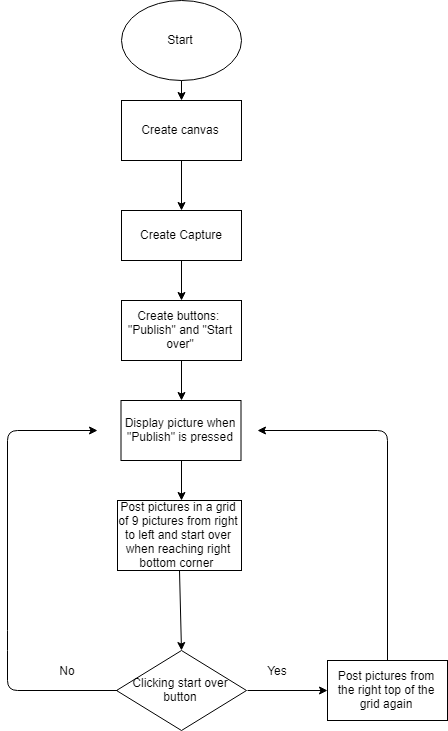 Start
Create canvas
Create Capture
Create buttons:
"Publish" and "Start
over"
Display picture when
"Publish" is pressed
Post pictures in a grid
of 9 pictures from right
to left and start over
when reaching right
bottom corner
No
Clicking start over
button
Yes
Post pictures from
the right top of the
grid again